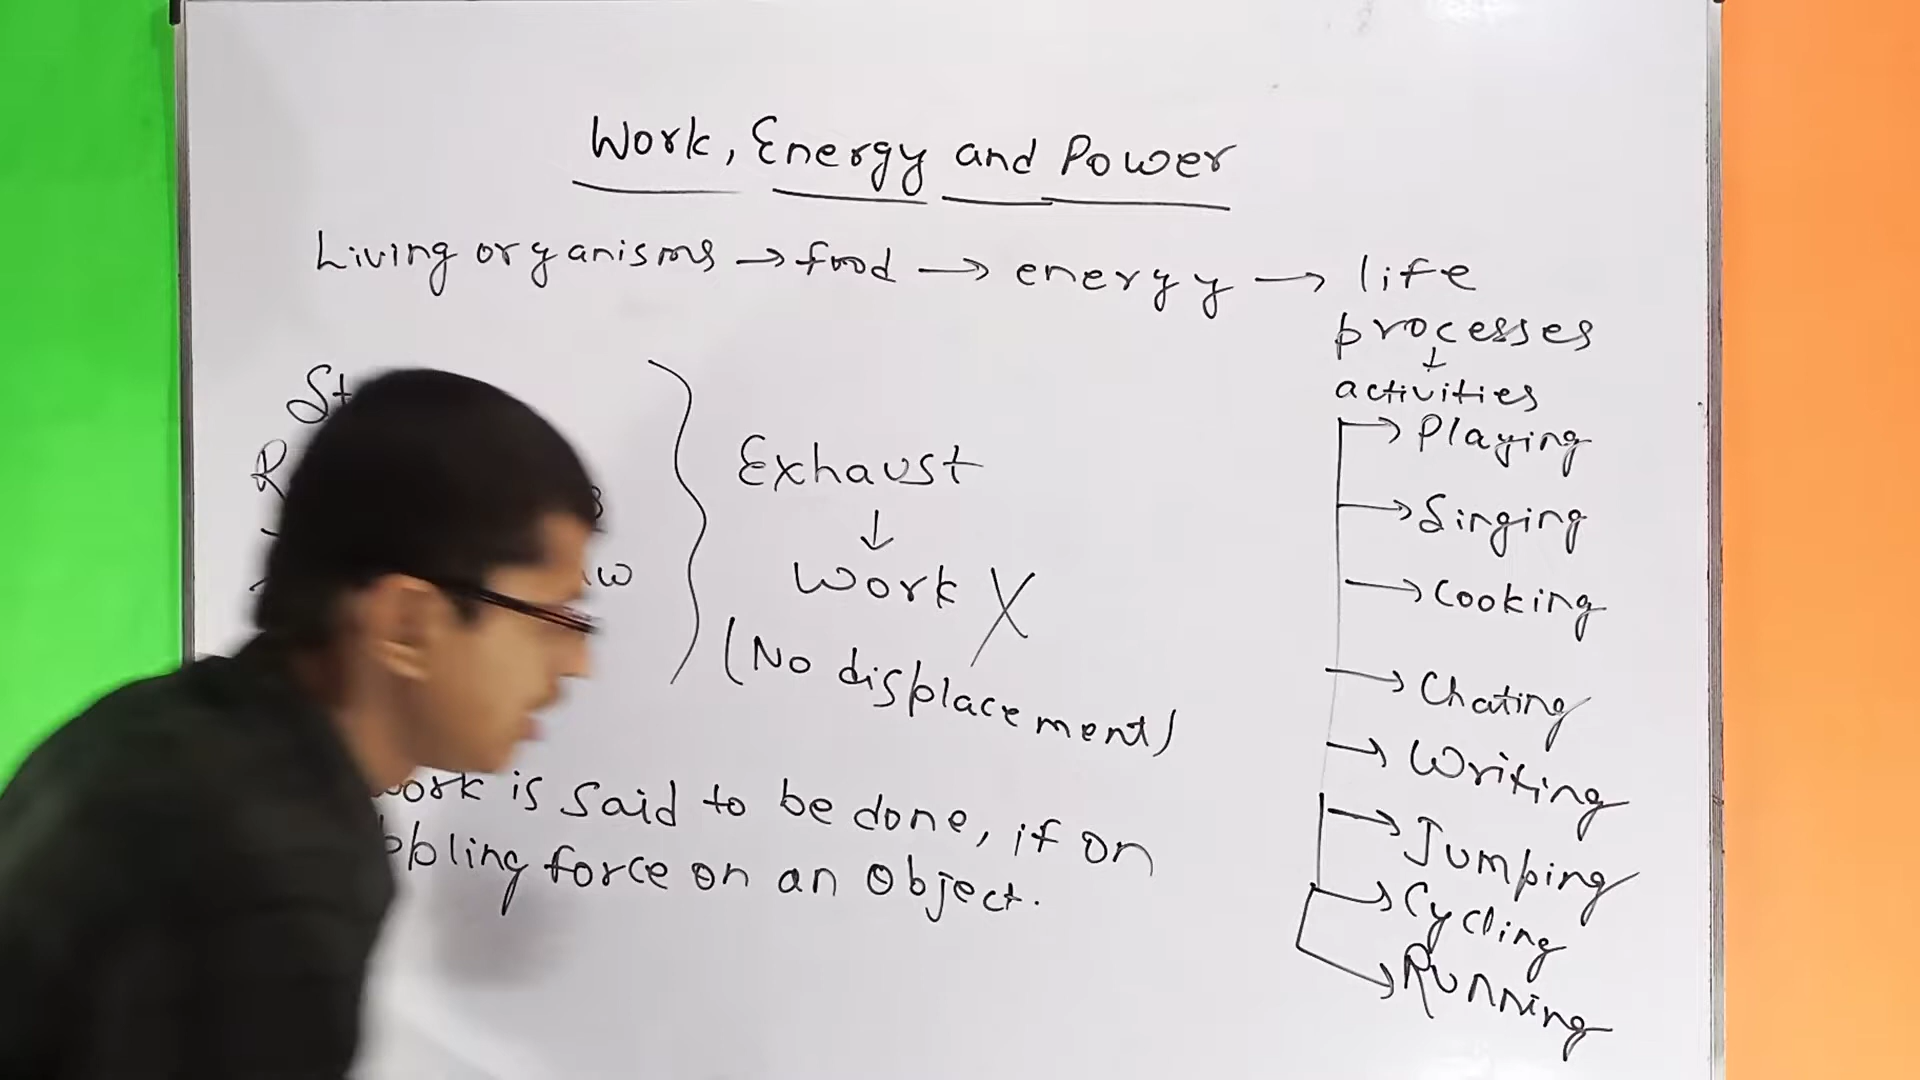 Work, Energy and Power
Living organisms → food → energy → life
processes
↓
activities
→ Playing
→ Singing
→ Cooking
→ Chating
→ Writing
→ Jumping
→ Cycling
→ Running
Exhaust
↓
Work X
(No displacement)
is said to be done, if on
force on an object.